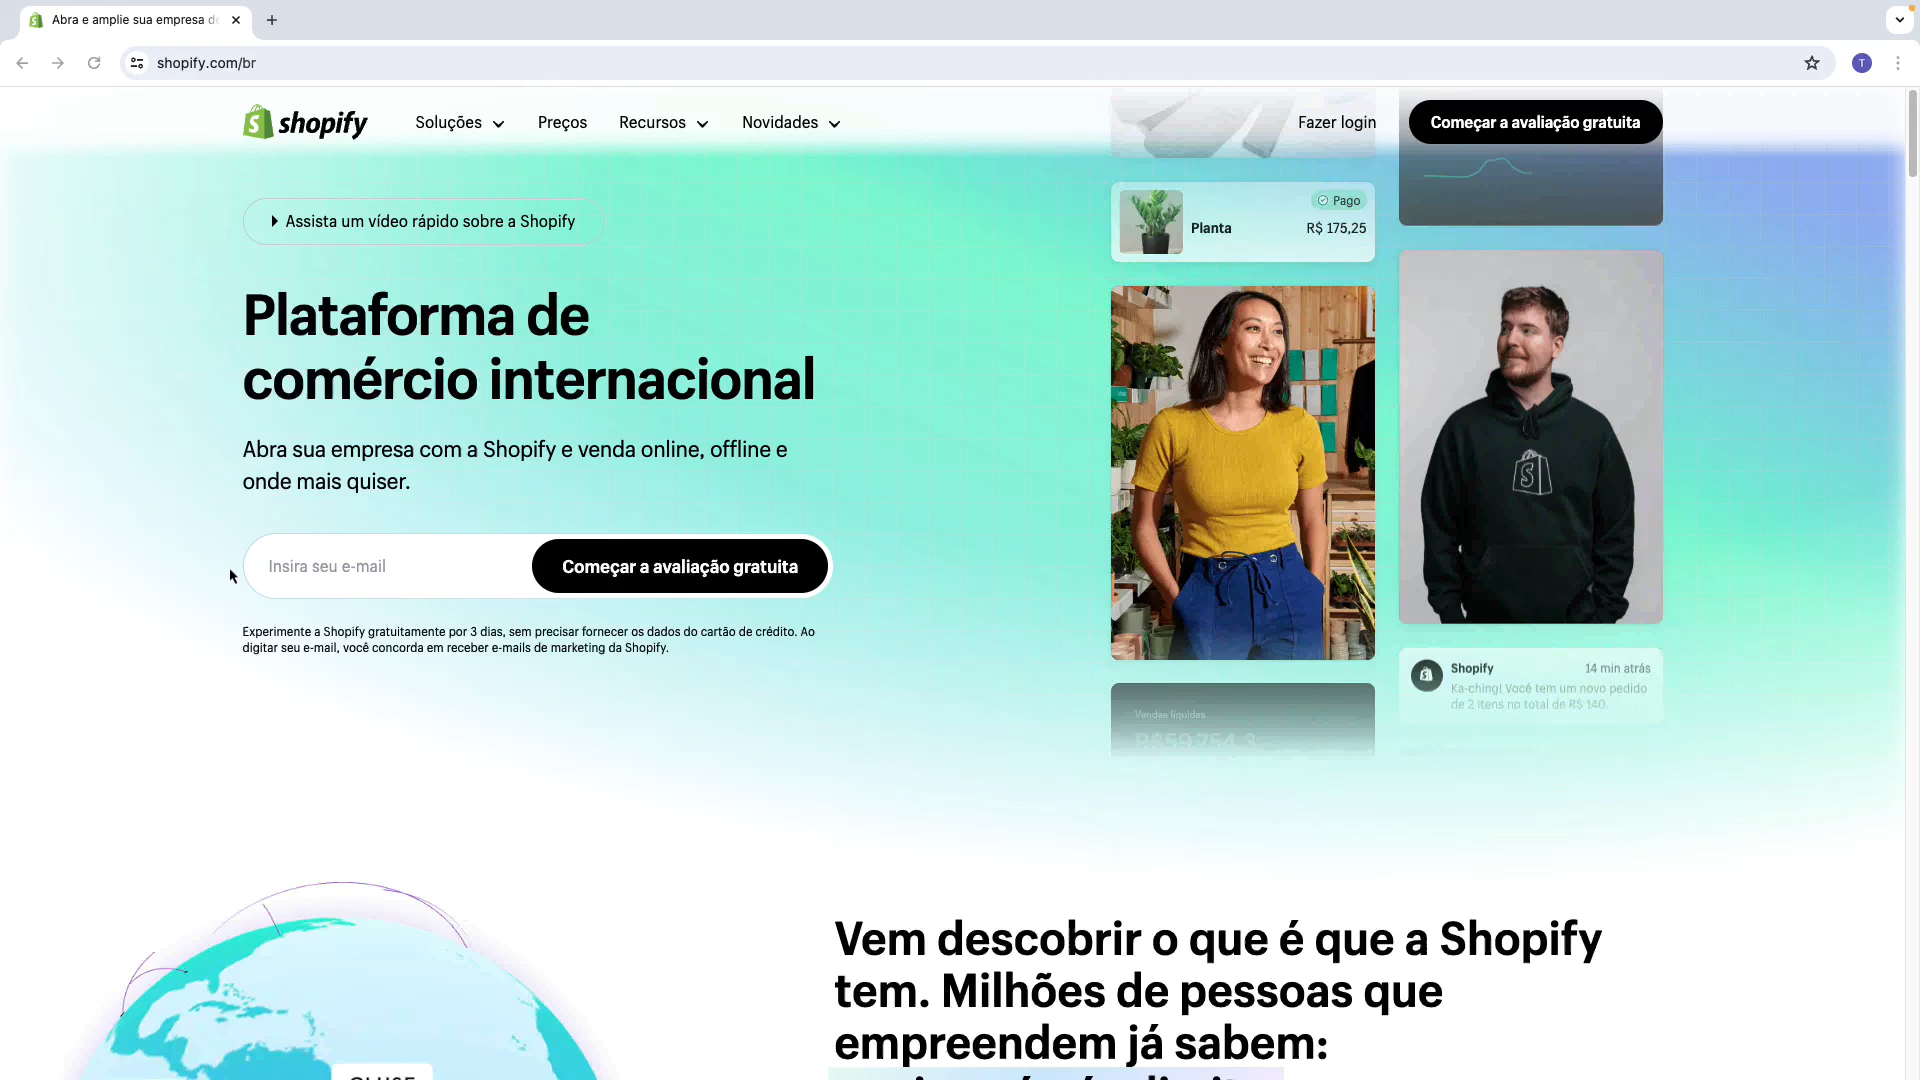 Abra e amplie sua empresa de
shopify.com/br
T
shopify
Soluções
Preços
Recursos
Novidades
Fazer login
Começar a avaliação gratuita
Assista um vídeo rápido sobre a Shopify
Plataforma de
comércio internacional
Abra sua empresa com a Shopify e venda online, offline e
onde mais quiser.
Insira seu e-mail
Começar a avaliação gratuita
Experimente a Shopify gratuitamente por 3 dias, sem precisar fornecer os dados do cartão de crédito. Ao
digitar seu e-mail, você concorda em receber e-mails de marketing da Shopify.
Pago
Planta
R$ 175,25
Vendas líquidas
R$59.754,3
Shopify
14 min atrás
Ka-ching! Você tem um novo pedido
de 2 itens no total de R$ 140.
Vem descobrir o que é que a Shopify
tem. Milhões de pessoas que
empreendem já sabem: